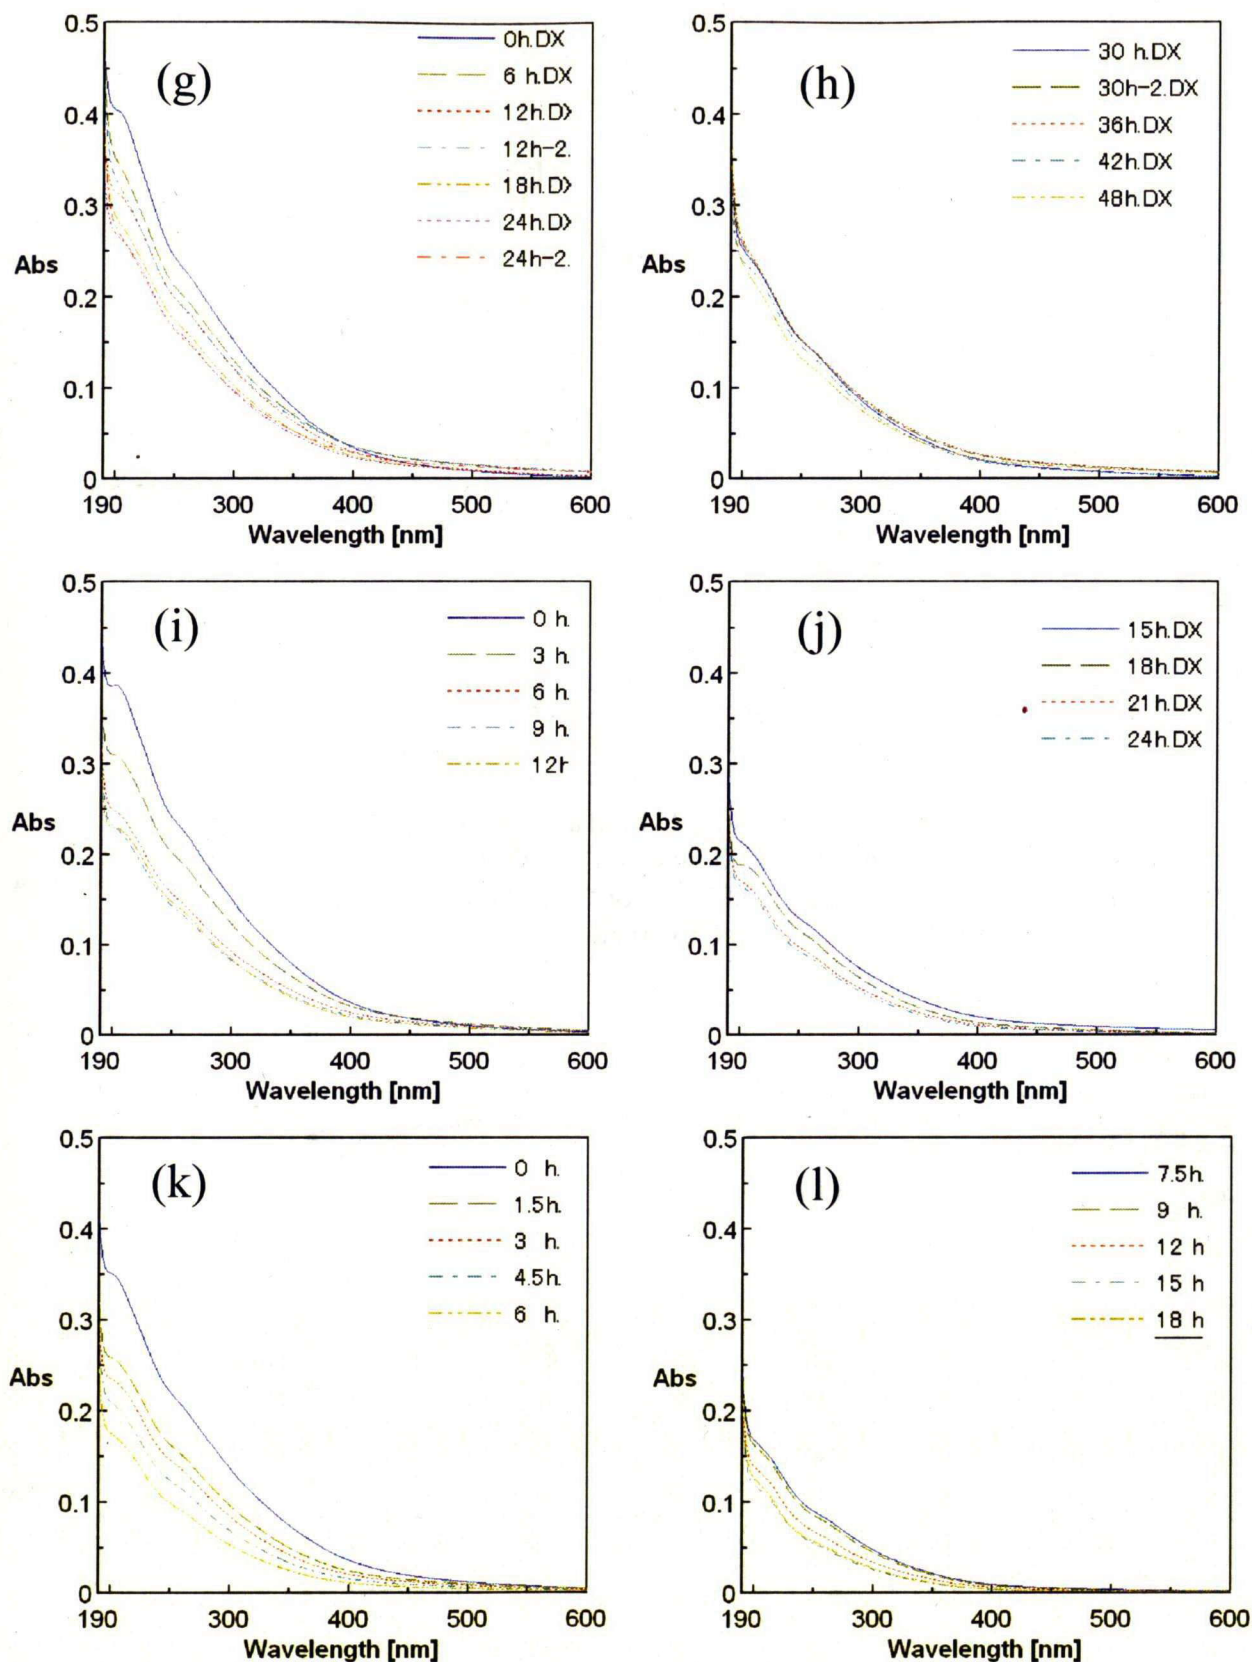 (g)
0h.DX
6 h.DX
12h.D
12h-2.
18h.D
24h.D
24h-2.
0.5
0.4
0.3
0.2
0.1
0
Abs
190 300 400 500 600
Wavelength [nm]
(h)
30 h.DX
30h-2.DX
36h.DX
42h.DX
48h.DX
0.5
0.4
0.3
0.2
0.1
0
Abs
190 300 400 500 600
Wavelength [nm]
(i)
0 h.
3 h.
6 h.
9 h.
12h
0.5
0.4
0.3
0.2
0.1
0
Abs
190 300 400 500 600
Wavelength [nm]
(j)
15h.DX
18h.DX
21h.DX
24h.DX
0.5
0.4
0.3
0.2
0.1
0
Abs
190 300 400 500 600
Wavelength [nm]
(k)
0 h.
1.5h.
3 h.
4.5h.
6 h.
0.5
0.4
0.3
0.2
0.1
0
Abs
190 300 400 500 600
Wavelength [nm]
(l)
7.5h.
9 h.
12 h
15 h
18 h
0.5
0.4
0.3
0.2
0.1
0
Abs
190 300 400 500 600
Wavelength [nm]